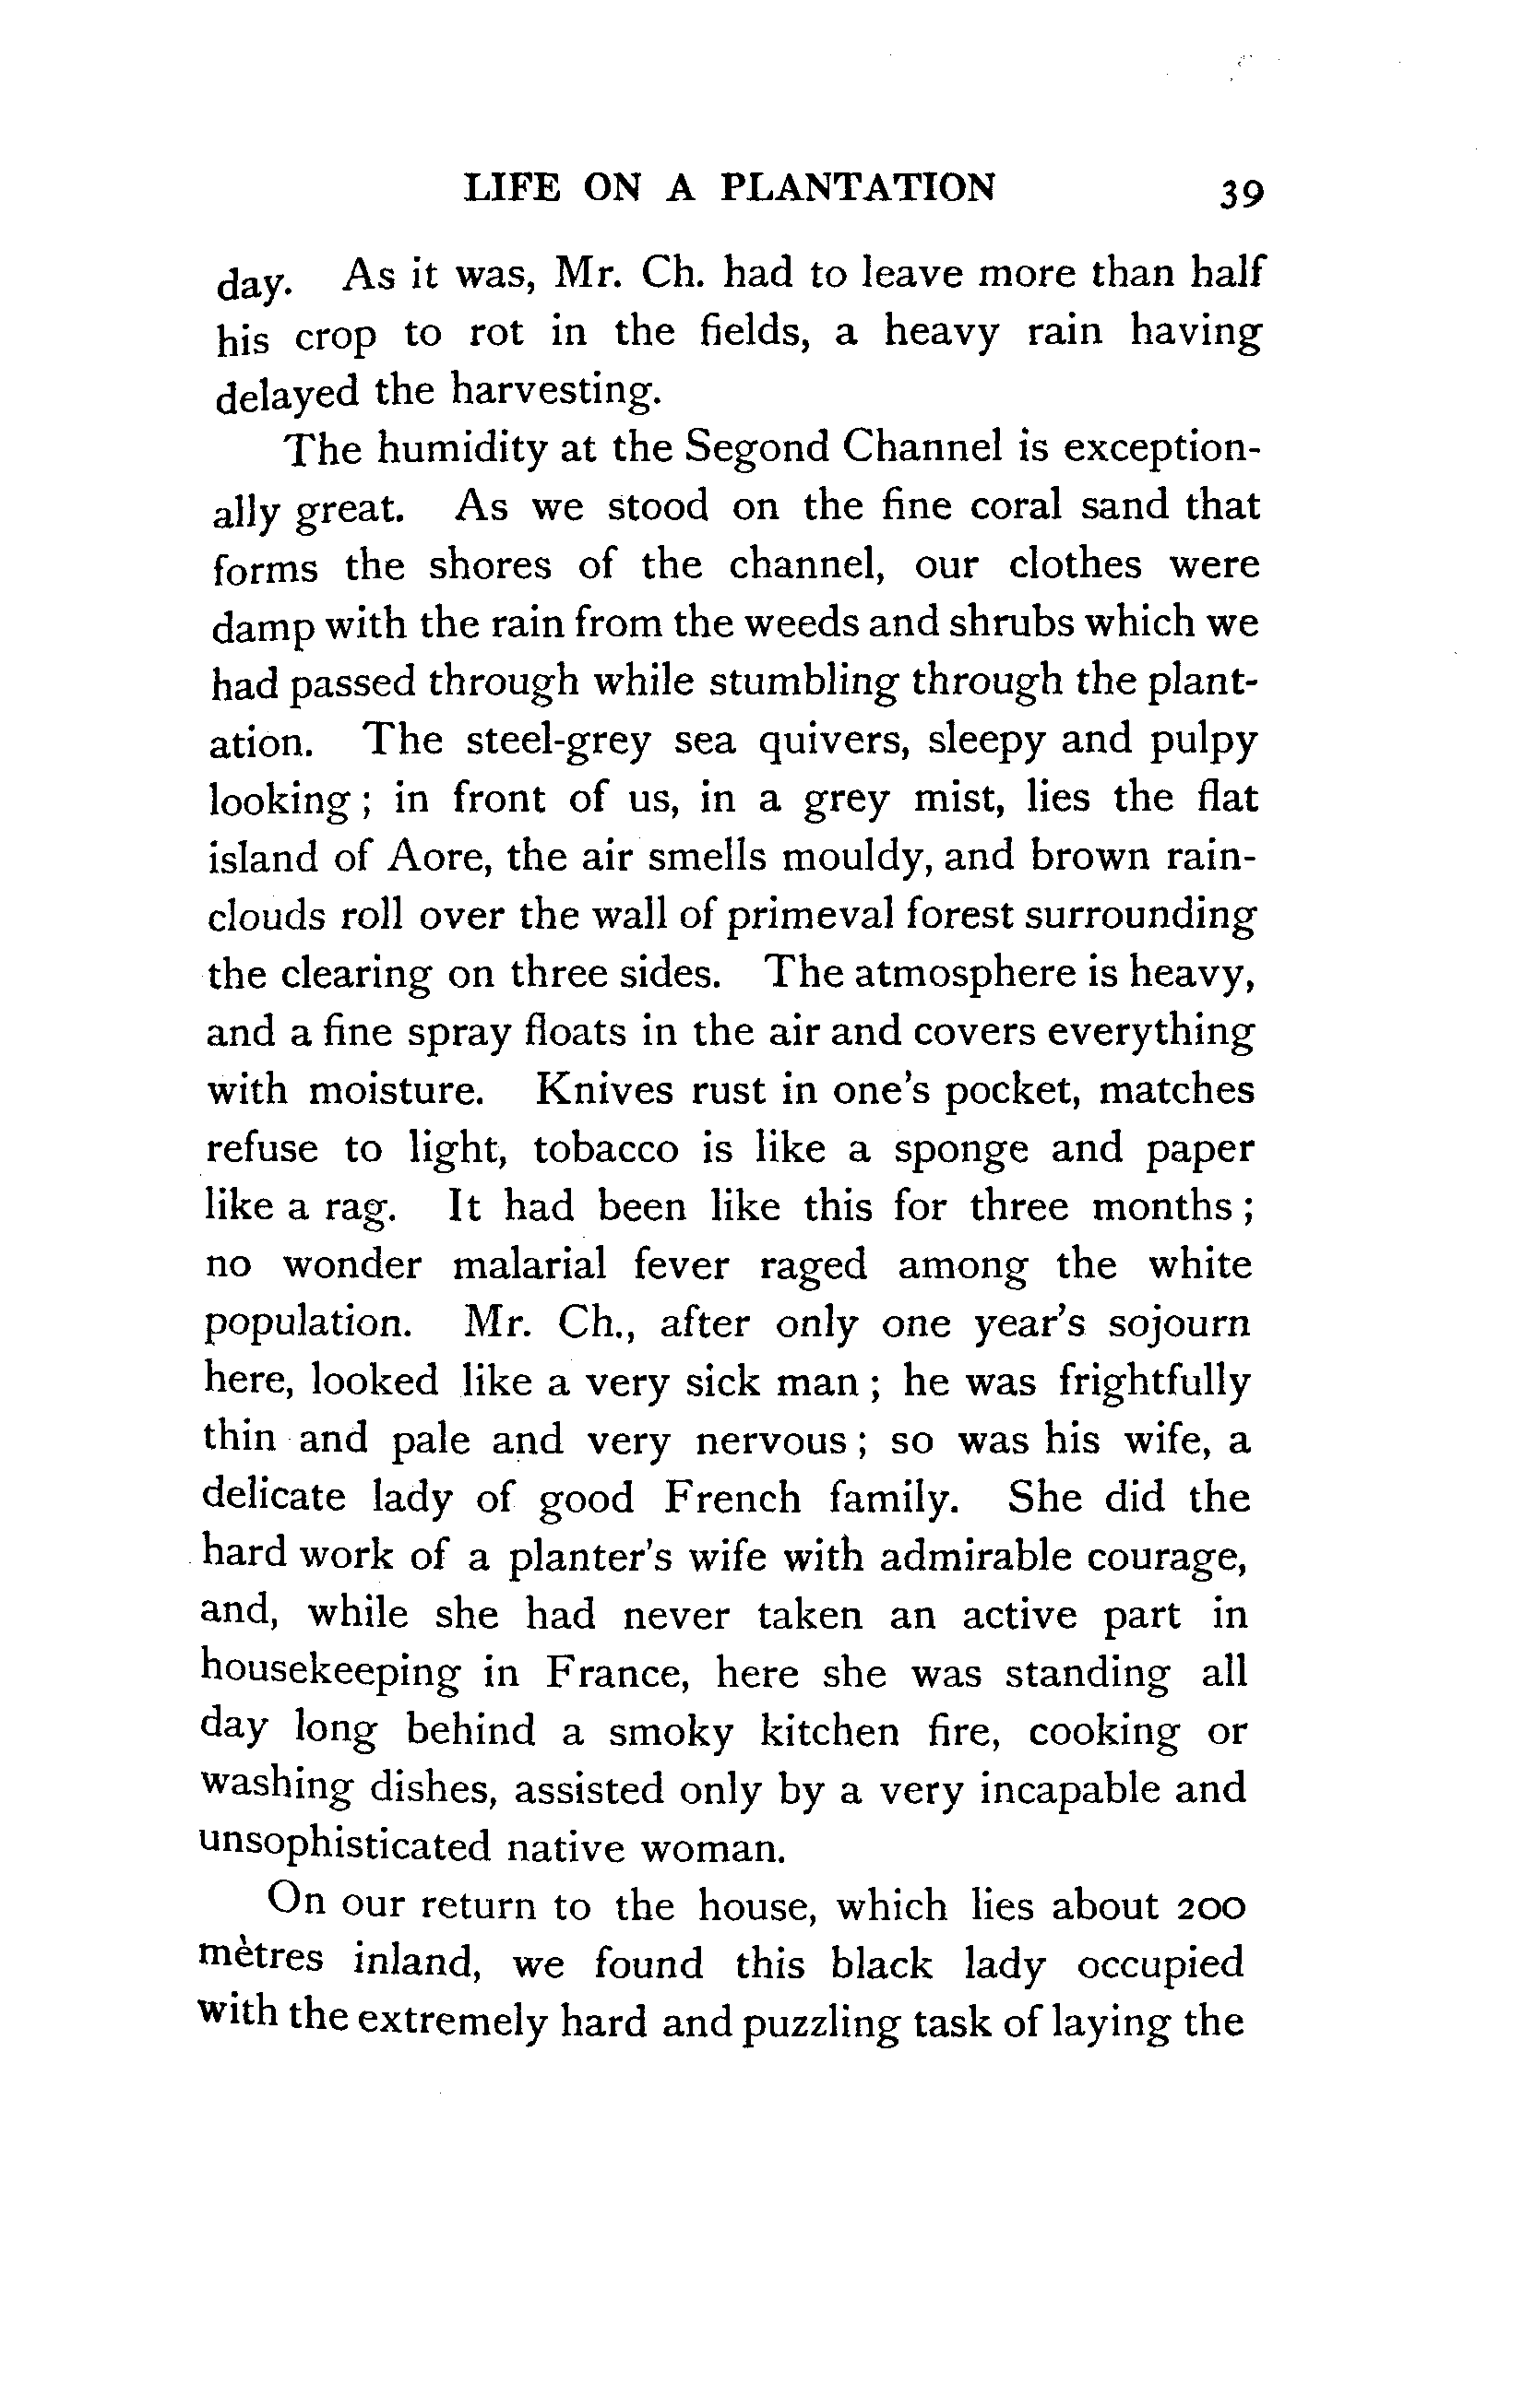 LIFE ON A PLANTATION 39
day. As it was, Mr. Ch. had to leave more than half
his crop to rot in the fields, a heavy rain having
delayed the harvesting.
The humidity at the Segond Channel is exception-
ally great. As we stood on the fine coral sand that
forms the shores of the channel, our clothes were
damp with the rain from the weeds and shrubs which we
had passed through while stumbling through the plant-
ation. The steel-grey sea quivers, sleepy and pulpy
looking ; in front of us, in a grey mist, lies the flat
island of Aore, the air smells mouldy, and brown rain-
clouds roll over the wall of primeval forest surrounding
the clearing on three sides. The atmosphere is heavy,
and a fine spray floats in the air and covers everything
with moisture. Knives rust in one's pocket, matches
refuse to light, tobacco is like a sponge and paper
like a rag. It had been like this for three months ;
no wonder malarial fever raged among the white
population. Mr. Ch., after only one year's sojourn
here, looked like a very sick man ; he was frightfully
thin and pale and very nervous ; so was his wife, a
delicate lady of good French family. She did the
hard work of a planter's wife with admirable courage,
and, while she had never taken an active part in
housekeeping in France, here she was standing all
day long behind a smoky kitchen fire, cooking or
washing dishes, assisted only by a very incapable and
unsophisticated native woman.
On our return to the house, which lies about 200
mètres inland, we found this black lady occupied
with the extremely hard and puzzling task of laying the